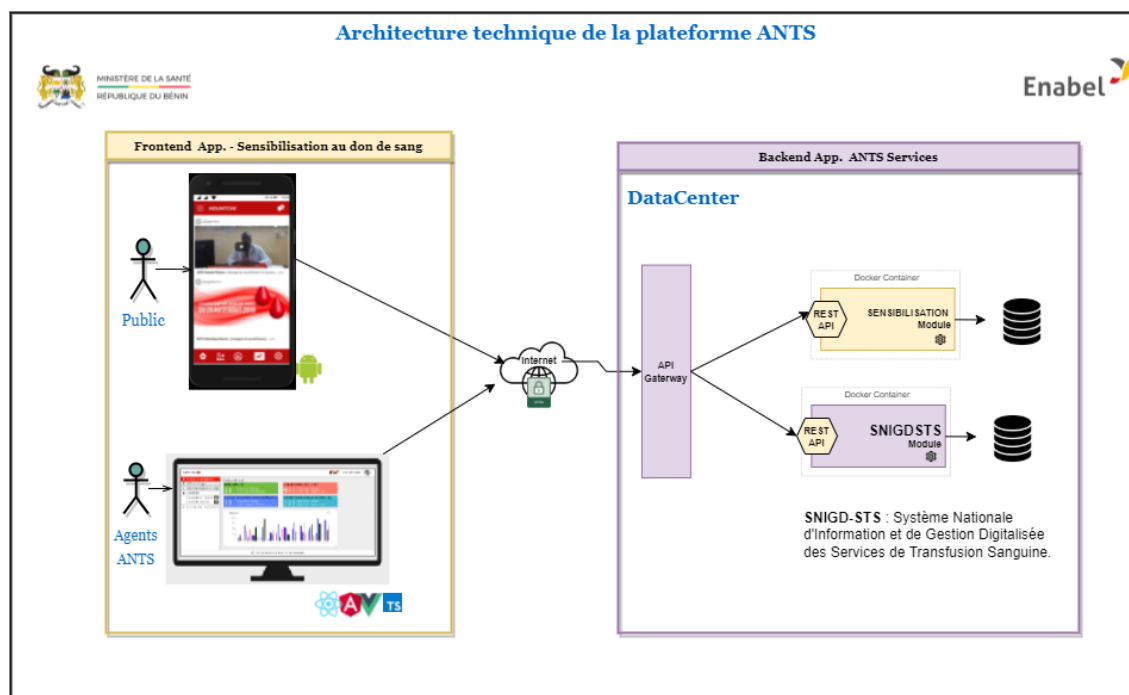 Architecture technique de la plateforme ANTS
MINISTÈRE DE LA SANTÉ
RÉPUBLIQUE DU BÉNIN
Enabel
Frontend App. - Sensibilisation au don de sang
Public
Agents
ANTS
A
TS
Internet
Backend App. ANTS Services
DataCenter
API
Gateway
Docker Container
REST
API
SENSIBILISATION
Module
Docker Container
REST
API
SNIGDSTS
Module
SNIGD-STS : Système Nationale
d'Information et de Gestion Digitalisée
des Services de Transfusion Sanguine.